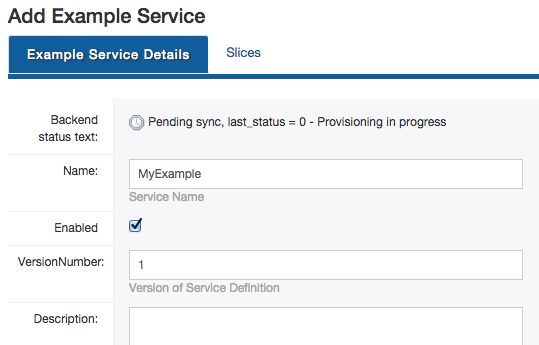 Add Example Service
Example Service Details
Slices
Backend
status text:
Pending sync, last_status = 0 - Provisioning in progress
Name:
MyExample
Service Name
Enabled
VersionNumber:
1
Version of Service Definition
Description: